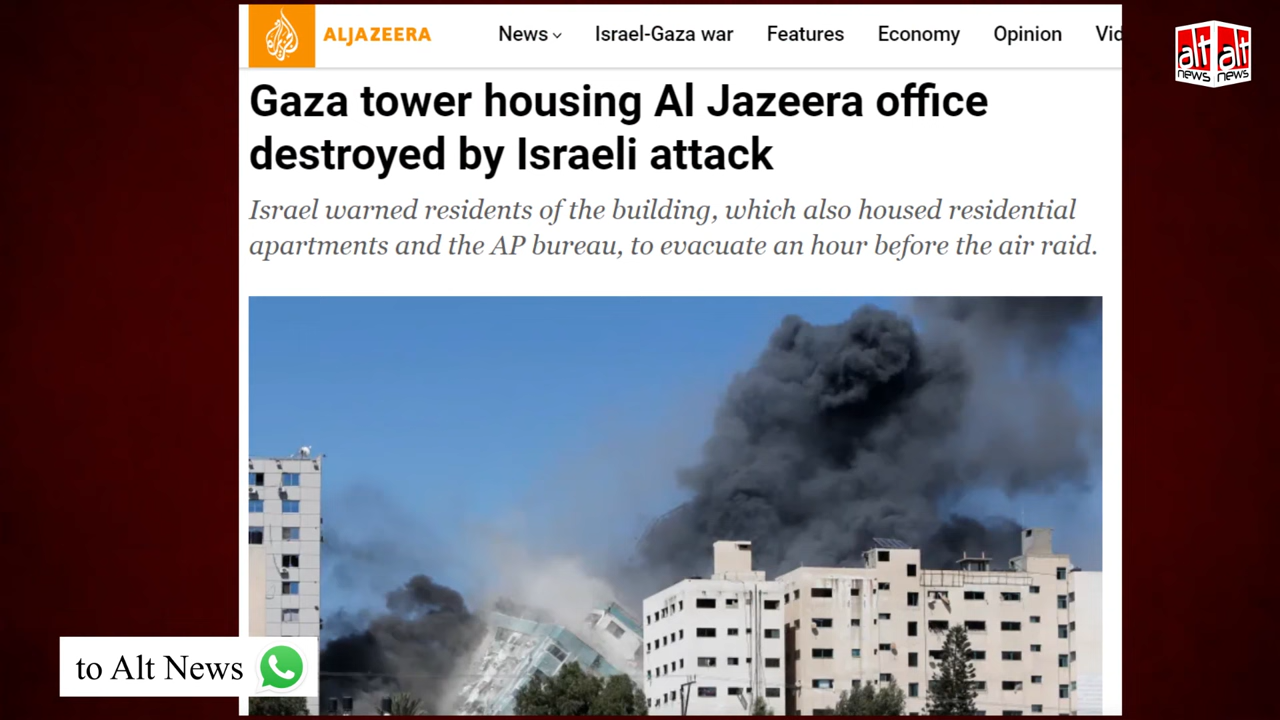 ALJAZEERA
News
Israel-Gaza war
Features
Economy
Opinion
Vid
alt news alt news
Gaza tower housing Al Jazeera office
destroyed by Israeli attack
Israel warned residents of the building, which also housed residential
apartments and the AP bureau, to evacuate an hour before the air raid.
to Alt News